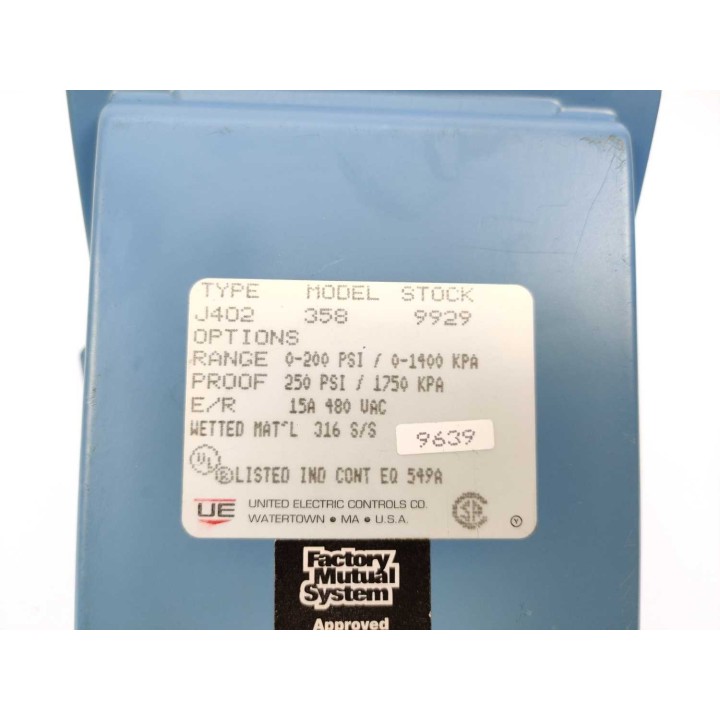 TYPE MODEL STOCK
J402 358 9929
OPTIONS
RANGE 0-200 PSI / 0-1400 KPA
PROOF 250 PSI / 1750 KPA
E/R 15A 480 VAC
WETTED MAT'L 316 S/S 9639
UL ® LISTED IND CONT EQ 549A
UE UNITED ELECTRIC CONTROLS CO.
WATERTOWN • MA • U.S.A.
SA
Y
Factory
Mutual
System
Approved